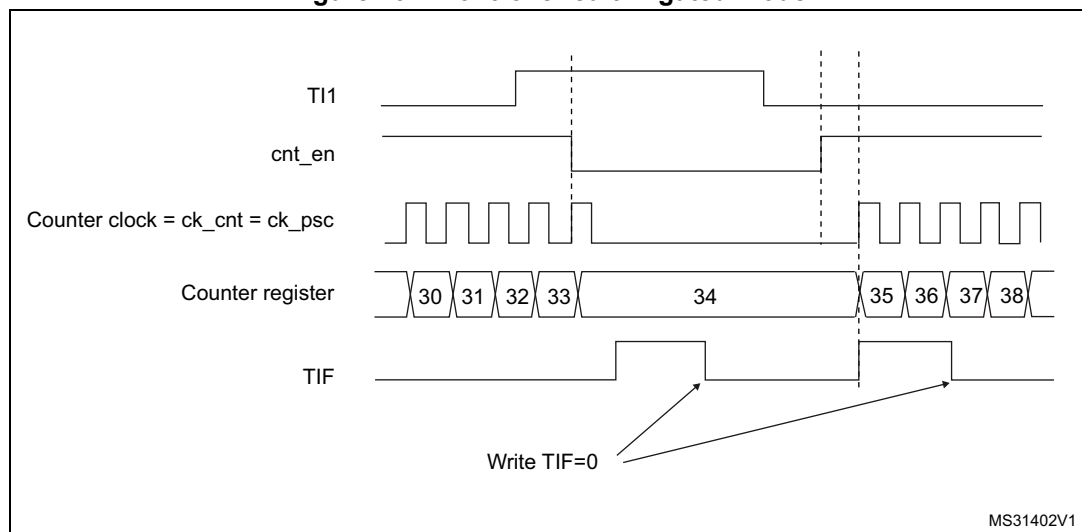 TI1
cnt_en
Counter clock = ck_cnt = ck_psc
Counter register
30 31 32 33 34 35 36 37 38
TIF
Write TIF=0
MS31402V1